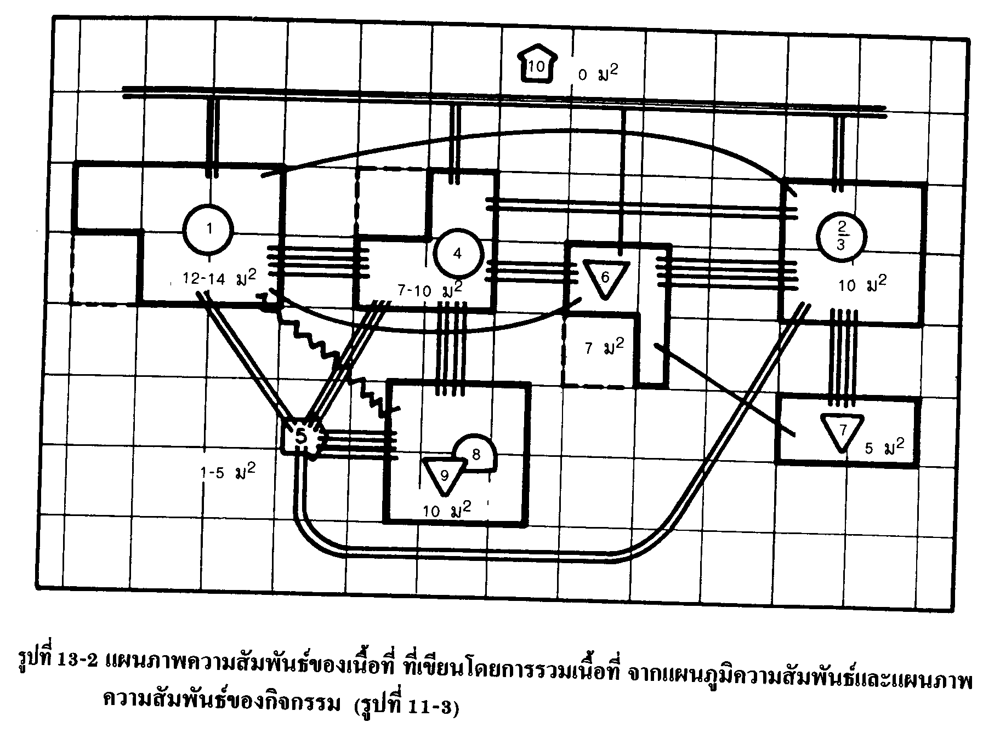 10
0 ม2
1
12-14 ม2
4
7-10 ม2
6
7 ม2
2
3
10 ม2
5
1-5 ม2
8
9
10 ม2
7
5 ม2
รูปที่ 13-2 แผนภาพความสัมพันธ์ของเนื้อที่ ที่เขียนโดยการรวมเนื้อที่ จากแผนภูมิความสัมพันธ์และแผนภาพ
ความสัมพันธ์ของกิจกรรม (รูปที่ 11-3)